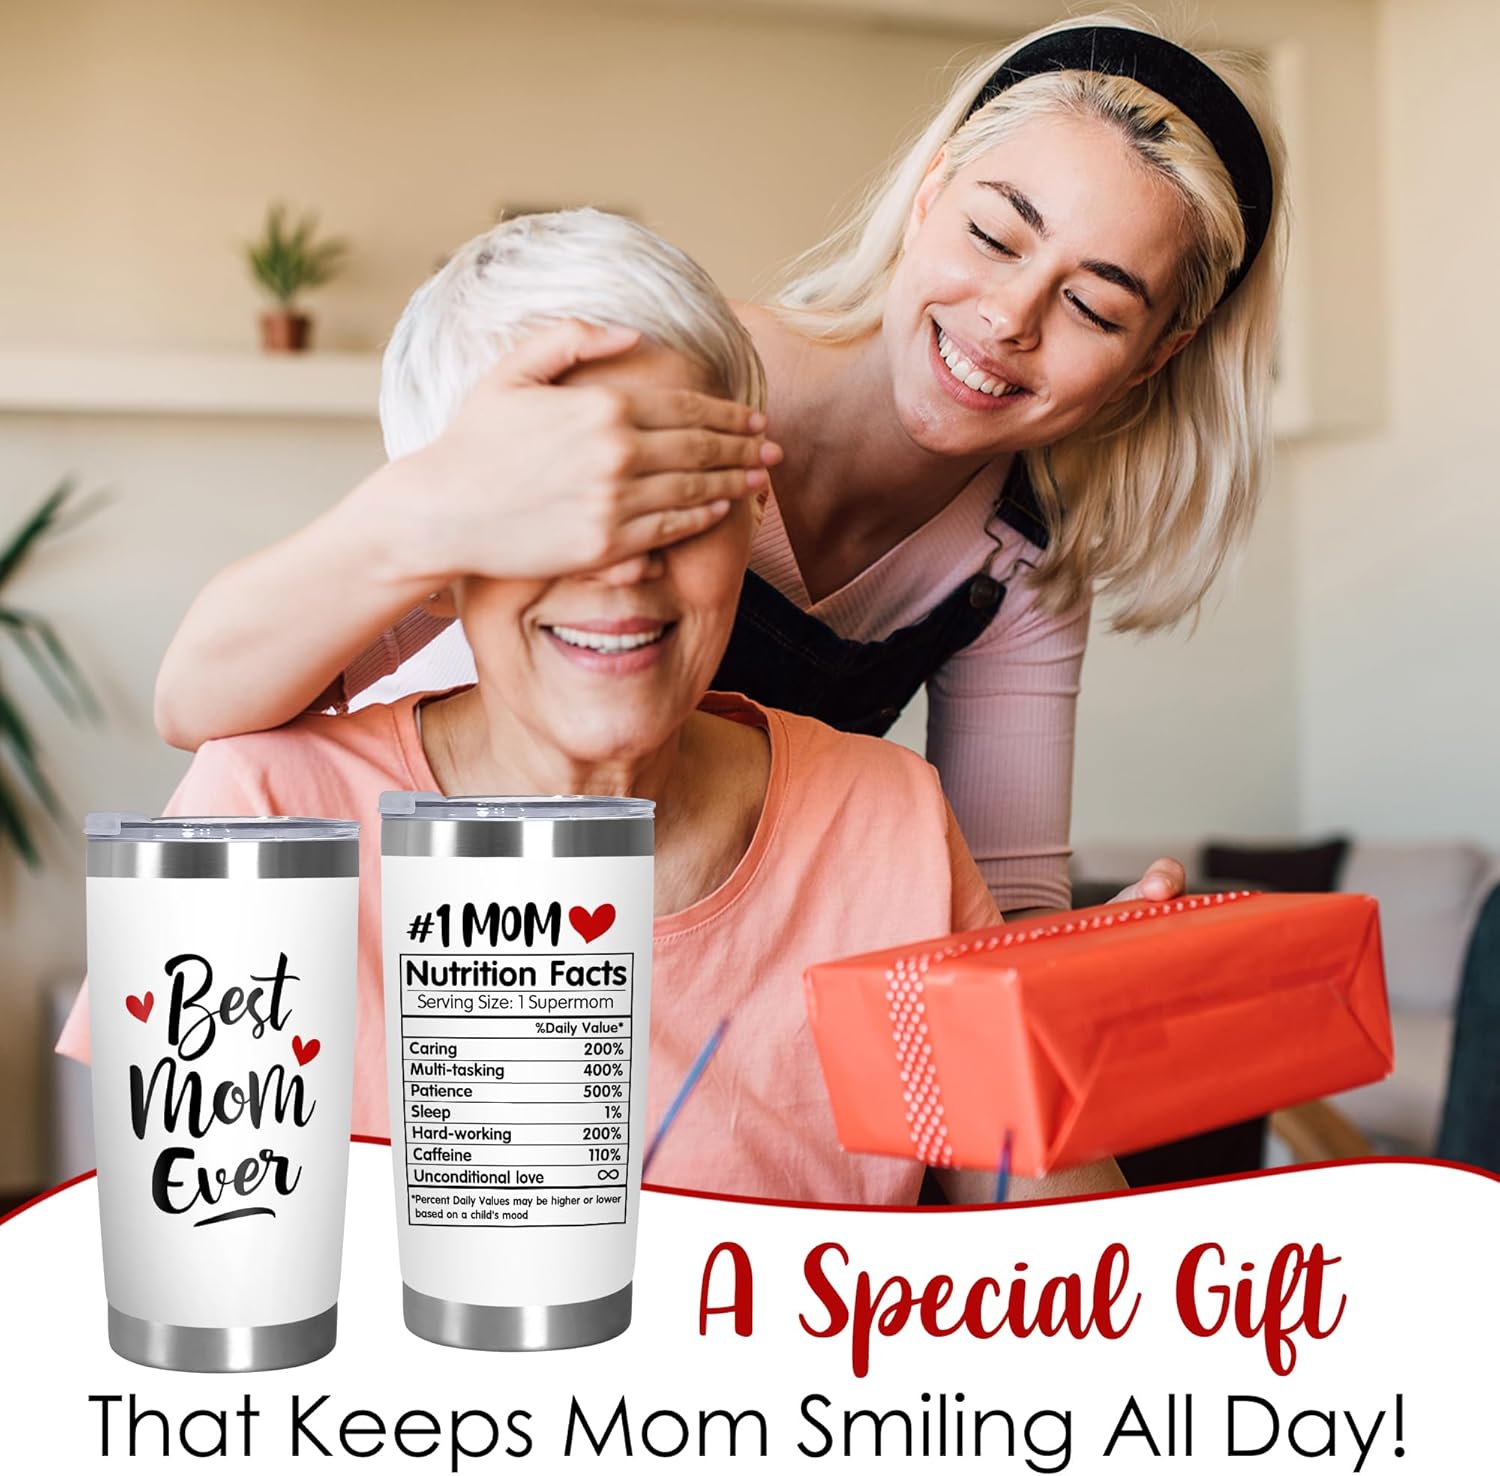 Best
Mom
Ever
#1 MOM
Nutrition Facts
Serving Size: 1 Supermom
%Daily Value*
Caring 200%
Multi-tasking 400%
Patience 500%
Sleep 1%
Hard-working 200%
Caffeine 110%
Unconditional love ∞
*Percent Daily Values may be higher or lower
based on a child's mood
A Special Gift
That Keeps Mom Smiling All Day!